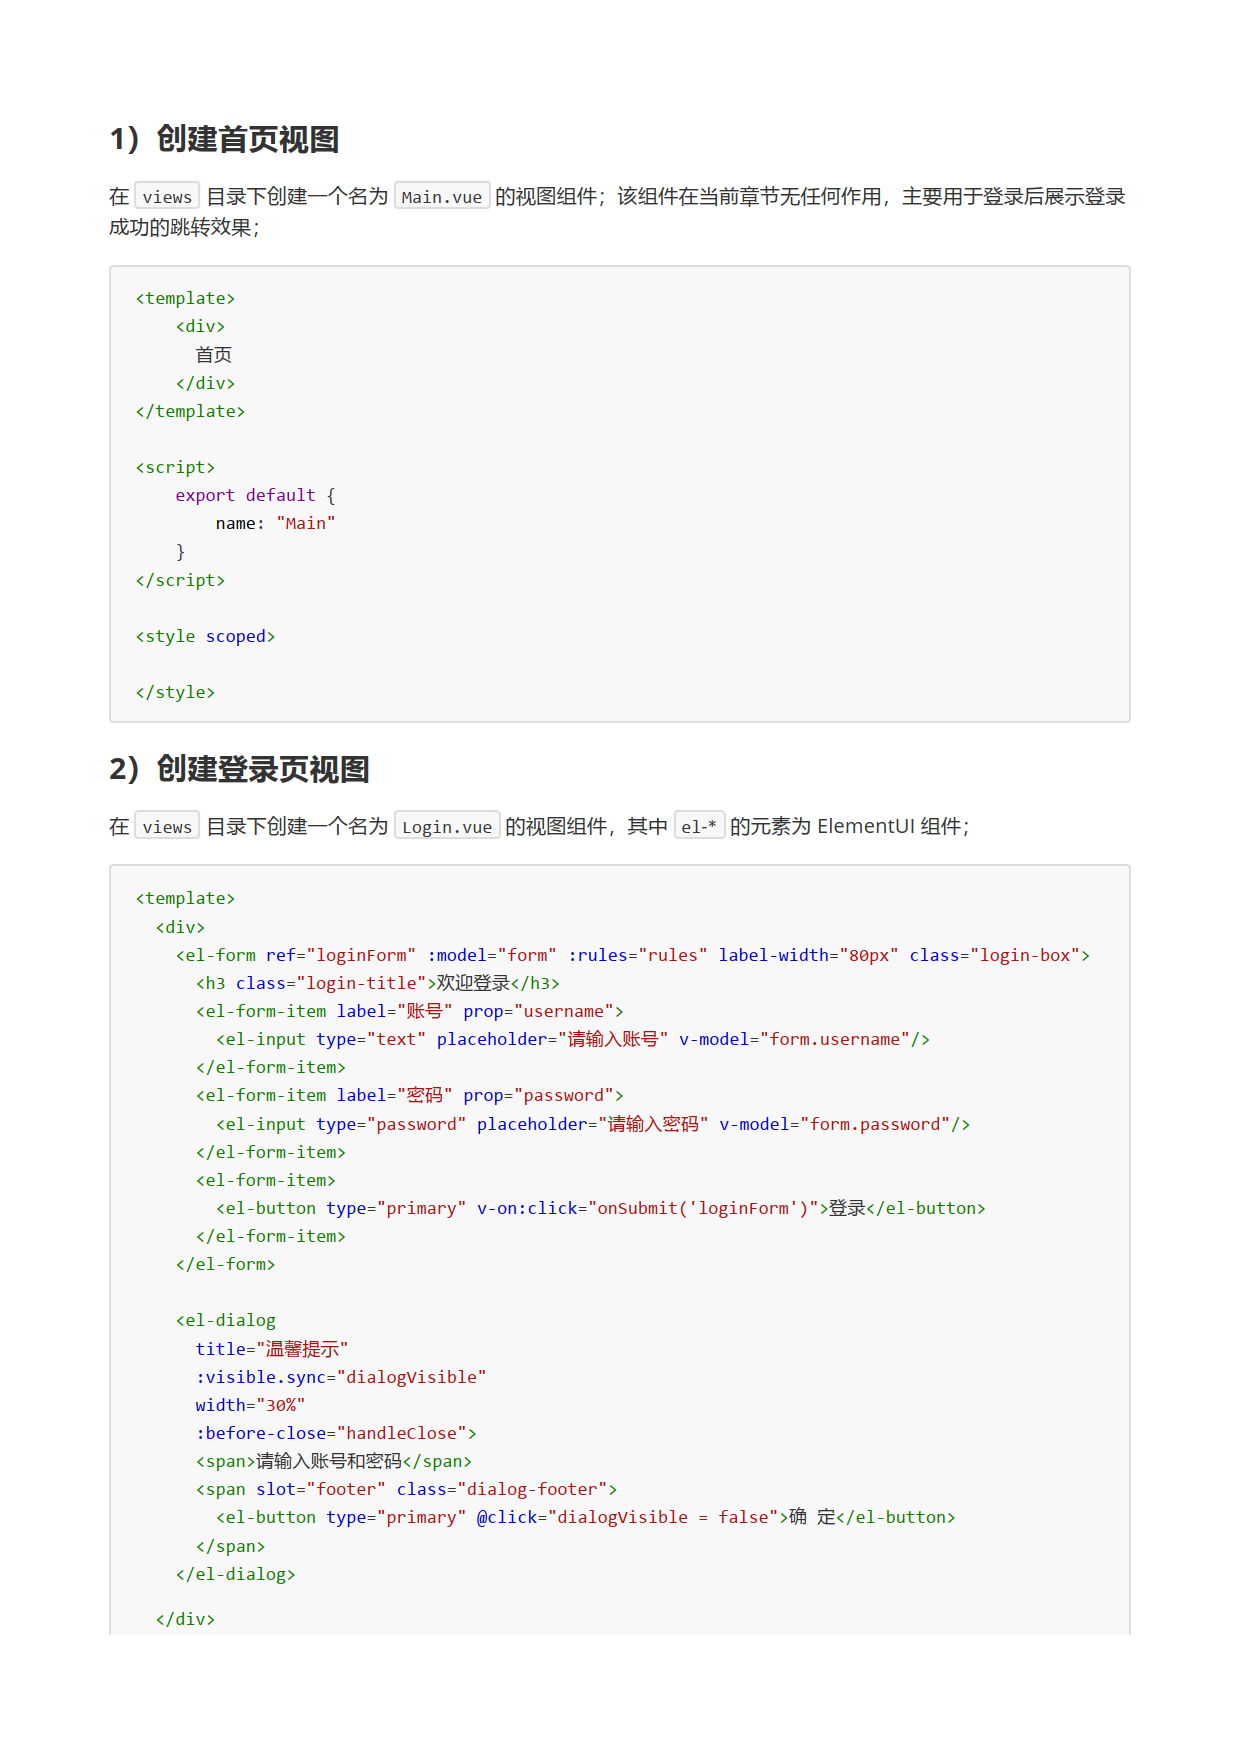 1）创建首页视图
在 views 目录下创建一个名为 Main.vue 的视图组件；该组件在当前章节无任何作用，主要用于登录后展示登录
成功的跳转效果；
<template>
    <div>
      首页
    </div>
</template>

<script>
    export default {
        name: "Main"
    }
</script>

<style scoped>

</style>
2）创建登录页视图
在 views 目录下创建一个名为 Login.vue 的视图组件，其中 el-* 的元素为 ElementUI 组件；
<template>
  <div>
    <el-form ref="loginForm" :model="form" :rules="rules" label-width="80px" class="login-box">
      <h3 class="login-title">欢迎登录</h3>
      <el-form-item label="账号" prop="username">
        <el-input type="text" placeholder="请输入账号" v-model="form.username"/>
      </el-form-item>
      <el-form-item label="密码" prop="password">
        <el-input type="password" placeholder="请输入密码" v-model="form.password"/>
      </el-form-item>
      <el-form-item>
        <el-button type="primary" v-on:click="onSubmit('loginForm')">登录</el-button>
      </el-form-item>
    </el-form>

    <el-dialog
      title="温馨提示"
      :visible.sync="dialogVisible"
      width="30%"
      :before-close="handleClose">
      <span>请输入账号和密码</span>
      <span slot="footer" class="dialog-footer">
        <el-button type="primary" @click="dialogVisible = false">确 定</el-button>
      </span>
    </el-dialog>
  </div>